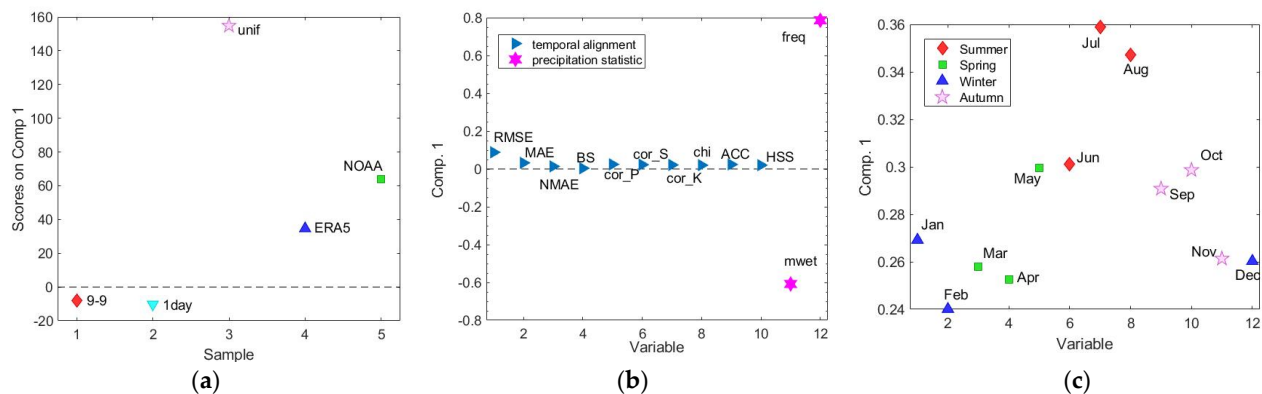 160
140
120
100
80
60
40
20
0
-20
Scores on Comp 1
unif
NOAA
ERA5
9-9
1day
1 2 3 4 5
Sample
(a)
0.8
0.6
0.4
0.2
0
-0.2
-0.4
-0.6
-0.8
Comp. 1
temporal alignment
precipitation statistic
freq
RMSE
MAE
NMAE
BS
cor_P
cor_S
cor_K
chi
ACC
HSS
mwet
2 4 6 8 10 12
Variable
(b)
0.36
0.34
0.32
0.3
0.28
0.26
0.24
Comp. 1
Summer
Spring
Winter
Autumn
Jul
Aug
Jun
May
Oct
Sep
Jan
Mar
Apr
Nov
Dec
Feb
2 4 6 8 10 12
Variable
(c)